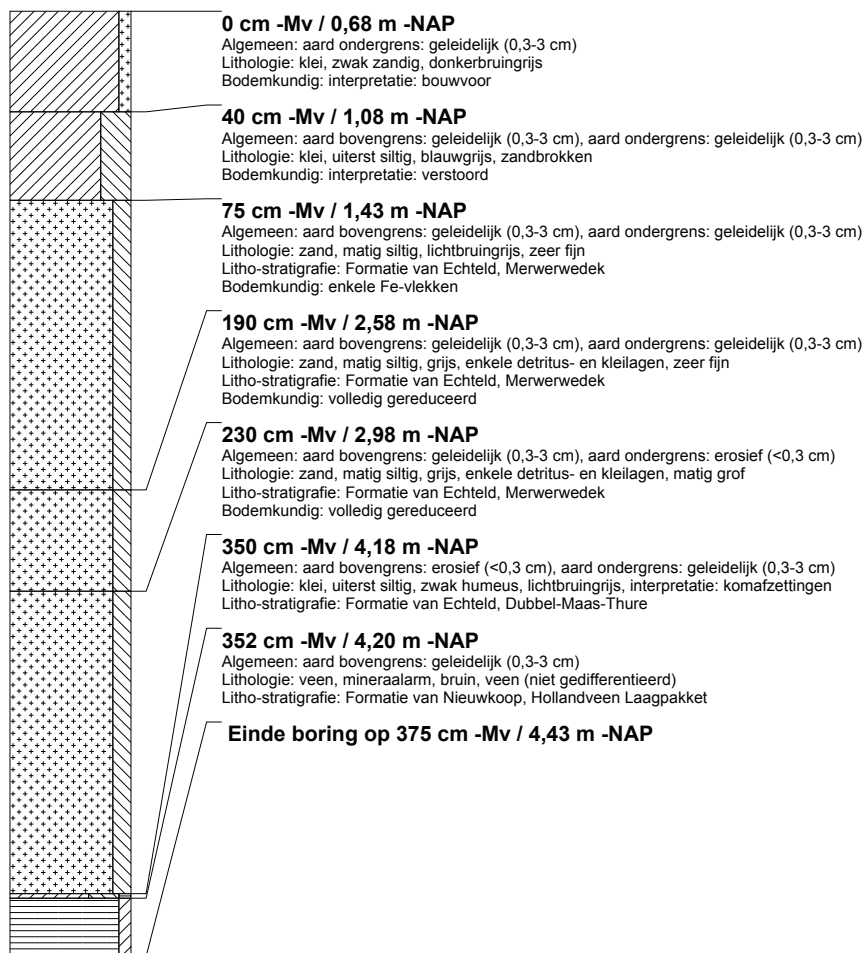 0 cm -Mv / 0,68 m -NAP
Algemeen: aard ondergrens: geleidelijk (0,3-3 cm)
Lithologie: klei, zwak zandig, donkerbruingrijs
Bodemkundig: interpretatie: bouwvoor
40 cm -Mv / 1,08 m -NAP
Algemeen: aard bovengrens: geleidelijk (0,3-3 cm), aard ondergrens: geleidelijk (0,3-3 cm)
Lithologie: klei, uiterst siltig, blauwgrijs, zandbrokken
Bodemkundig: interpretatie: verstoord
75 cm -Mv / 1,43 m -NAP
Algemeen: aard bovengrens: geleidelijk (0,3-3 cm), aard ondergrens: geleidelijk (0,3-3 cm)
Lithologie: zand, matig siltig, lichtbruingrijs, zeer fijn
Litho-stratigrafie: Formatie van Echteld, Merwerwedek
Bodemkundig: enkele Fe-vlekken
190 cm -Mv / 2,58 m -NAP
Algemeen: aard bovengrens: geleidelijk (0,3-3 cm), aard ondergrens: geleidelijk (0,3-3 cm)
Lithologie: zand, matig siltig, grijs, enkele detritus- en kleilagen, zeer fijn
Litho-stratigrafie: Formatie van Echteld, Merwerwedek
Bodemkundig: volledig gereduceerd
230 cm -Mv / 2,98 m -NAP
Algemeen: aard bovengrens: geleidelijk (0,3-3 cm), aard ondergrens: erosief (<0,3 cm)
Lithologie: zand, matig siltig, grijs, enkele detritus- en kleilagen, matig grof
Litho-stratigrafie: Formatie van Echteld, Merwerwedek
Bodemkundig: volledig gereduceerd
350 cm -Mv / 4,18 m -NAP
Algemeen: aard bovengrens: erosief (<0,3 cm), aard ondergrens: geleidelijk (0,3-3 cm)
Lithologie: klei, uiterst siltig, zwak humeus, lichtbruingrijs, interpretatie: komafzettingen
Litho-stratigrafie: Formatie van Echteld, Dubbel-Maas-Thure
352 cm -Mv / 4,20 m -NAP
Algemeen: aard bovengrens: geleidelijk (0,3-3 cm)
Lithologie: veen, mineraalarm, bruin, veen (niet gedifferentieerd)
Litho-stratigrafie: Formatie van Nieuwkoop, Hollandveen Laagpakket
Einde boring op 375 cm -Mv / 4,43 m -NAP